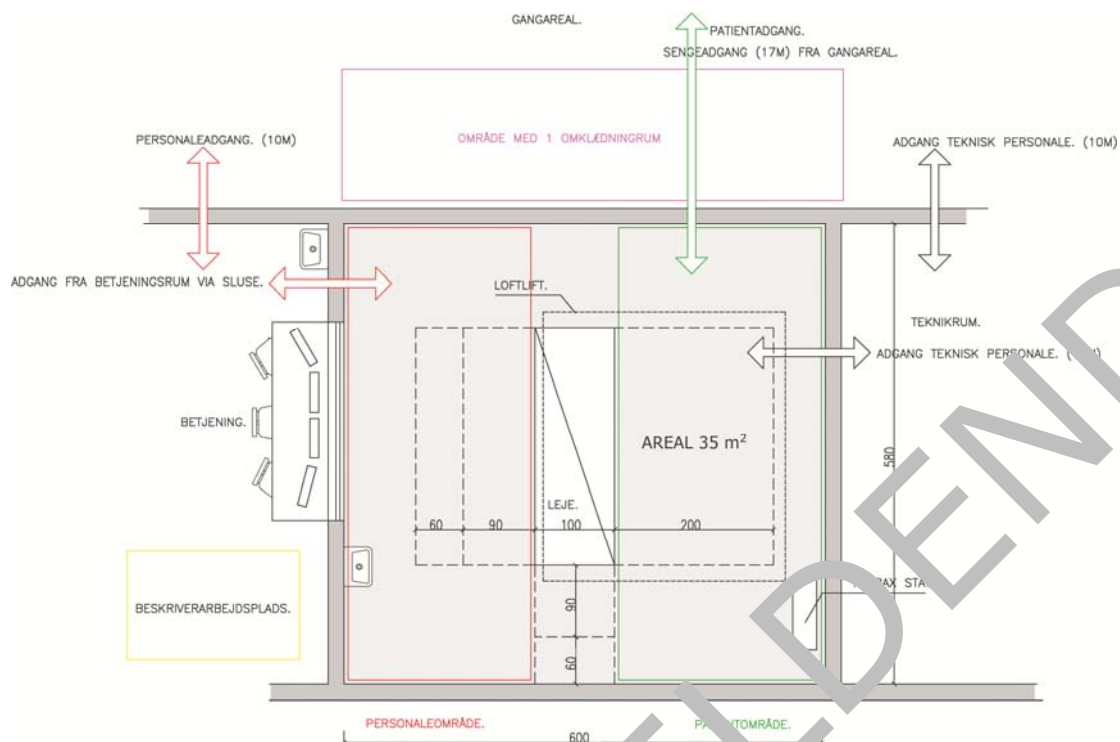 GANGAREAL.
PATIENTADGANG.
SENGEADGANG (17M) FRA GANGAREAL.
PERSONALEADGANG. (10M)
OMRÅDE MED 1 OMKLÆDNINGRUM
ADGANG TEKNISK PERSONALE. (10M)
ADGANG FRA BETJENINGSRUM VIA SLUSE.
LOFTLIFT.
TEKNIKRUM.
ADGANG TEKNISK PERSONALE.
BETJENING.
AREAL 35 m²
580
LEJE.
60 90 100 200
90
BESKRIVERARBEJDSPLADS.
60
PERSONALEOMRÅDE.
600